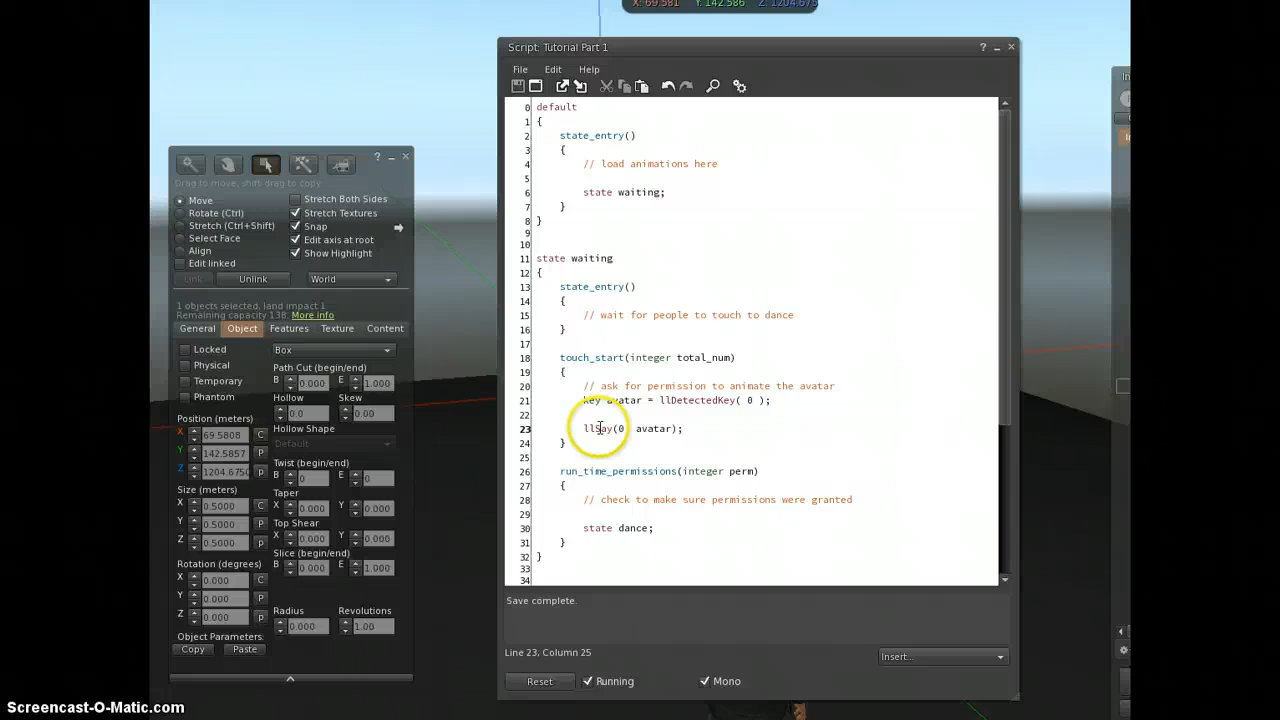 X: 69.581 Y: 142.586 Z: 1204.675
Script: Tutorial Part 1
?
File Edit Help
0 default
1 {
2 state_entry()
3 {
4 // load animations here
5
6 state waiting;
7 }
8 }
9
10
11 state waiting
12 {
13 state_entry()
14 {
15 // wait for people to touch to dance
16 }
17
18 touch_start(integer total_num)
19 {
20 // ask for permission to animate the avatar
21 key avatar = llDetectedKey( 0 );
22
23 llSay(0 avatar);
24 }
25
26 run_time_permissions(integer perm)
27 {
28 // check to make sure permissions were granted
29
30 state dance;
31 }
32 }
33
34
Save complete.
Line 23, Column 25
Insert...
Reset
Running
Mono
?
Drag to move, shift-drag to copy
Move
Rotate (Ctrl)
Stretch (Ctrl+Shift)
Select Face
Align
Edit linked
Stretch Both Sides
Stretch Textures
Snap
Edit axis at root
Show Highlight
Link
Unlink
World
1 objects selected, land impact 1
Remaining capacity 138. More info
General Object Features Texture Content
Locked
Physical
Temporary
Phantom
Position (meters)
X 69.5808 C
Y 142.5857 p
Z 1204.6750 p
Size (meters)
X 0.5000 C
Y 0.5000 p
Z 0.5000 p
Rotation (degrees)
X 0.000 C
Y 0.000 P
Z 0.000 p
Object Parameters:
Copy Paste
Box
Path Cut (begin/end)
B 0.000 E 1.000
Hollow Skew
0.0 0.00
Hollow Shape
Default
Twist (begin/end)
B 0 E 0
Taper
X 0.000 Y 0.000
Top Shear
X 0.000 Y 0.000
Slice (begin/end)
B 0.000 E 1.000
Radius Revolutions
0.000 1.00
In
Screencast-O-Matic.com